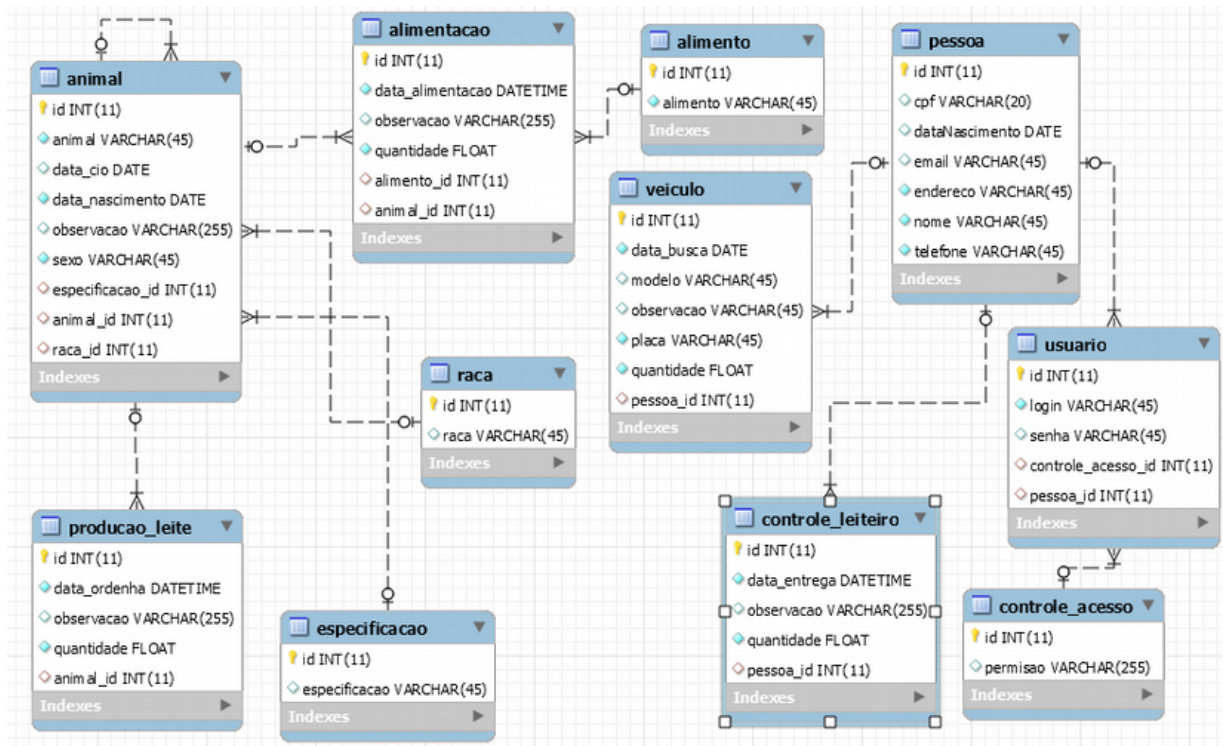 animal
id INT(11)
animal VARCHAR(45)
data_cio DATE
data_nascimento DATE
observacao VARCHAR(255)
sexo VARCHAR(45)
especificacao_id INT(11)
animal_id INT(11)
raca_id INT(11)
Indexes
alimentacao
id INT(11)
data_alimentacao DATETIME
observacao VARCHAR(255)
quantidade FLOAT
alimento_id INT(11)
animal_id INT(11)
Indexes
alimento
id INT(11)
alimento VARCHAR(45)
Indexes
pessoa
id INT(11)
cpf VARCHAR(20)
dataNascimento DATE
email VARCHAR(45)
endereco VARCHAR(45)
nome VARCHAR(45)
telefone VARCHAR(45)
Indexes
veiculo
id INT(11)
data_busca DATE
modelo VARCHAR(45)
observacao VARCHAR(45)
placa VARCHAR(45)
quantidade FLOAT
pessoa_id INT(11)
Indexes
raca
id INT(11)
raca VARCHAR(45)
Indexes
usuario
id INT(11)
login VARCHAR(45)
senha VARCHAR(45)
controle_acesso_id INT(11)
pessoa_id INT(11)
Indexes
producao_leite
id INT(11)
data_ordenha DATETIME
observacao VARCHAR(255)
quantidade FLOAT
animal_id INT(11)
Indexes
especificacao
id INT(11)
especificacao VARCHAR(45)
Indexes
controle_leiteiro
id INT(11)
data_entrega DATETIME
observacao VARCHAR(255)
quantidade FLOAT
pessoa_id INT(11)
Indexes
controle_acesso
id INT(11)
permisao VARCHAR(255)
Indexes